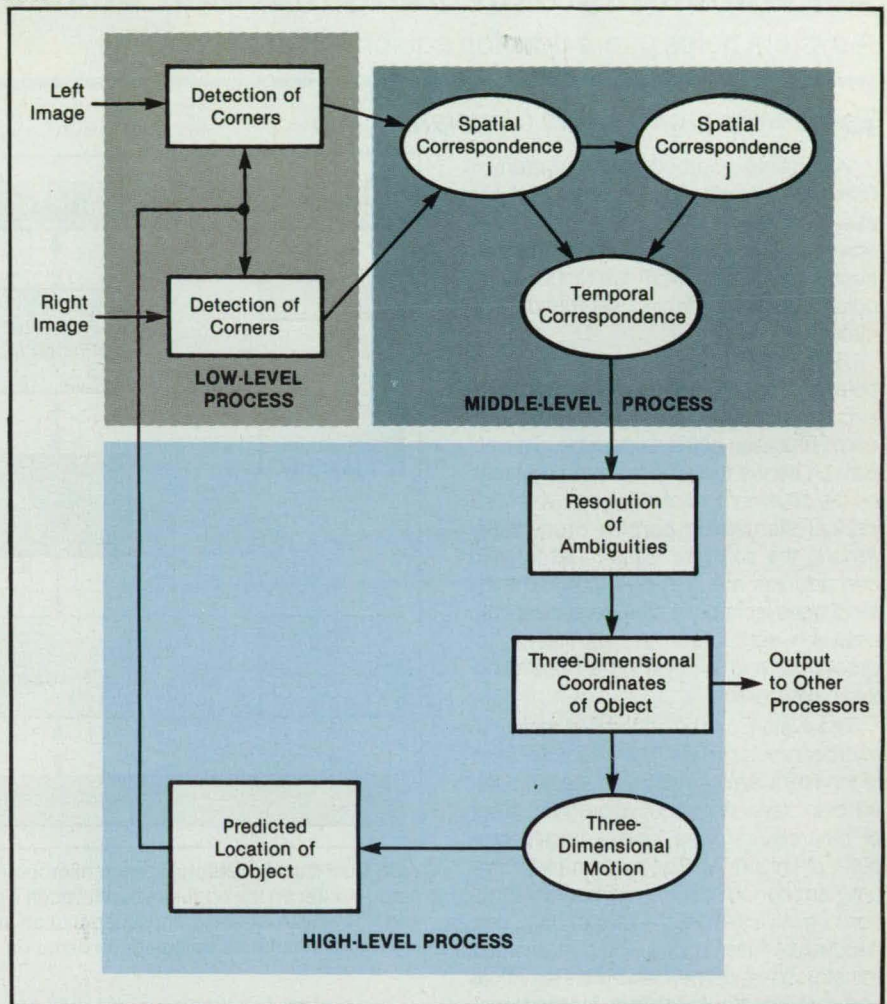 Left
Image
Detection of
Corners
Spatial
Correspondence
i
Spatial
Correspondence
j
Right
Image
Detection of
Corners
Temporal
Correspondence
LOW-LEVEL
PROCESS
MIDDLE-LEVEL PROCESS
Resolution
of
Ambiguities
Three-Dimensional
Coordinates
of Object
Output
to Other
Processors
Predicted
Location of
Object
Three-
Dimensional
Motion
HIGH-LEVEL PROCESS